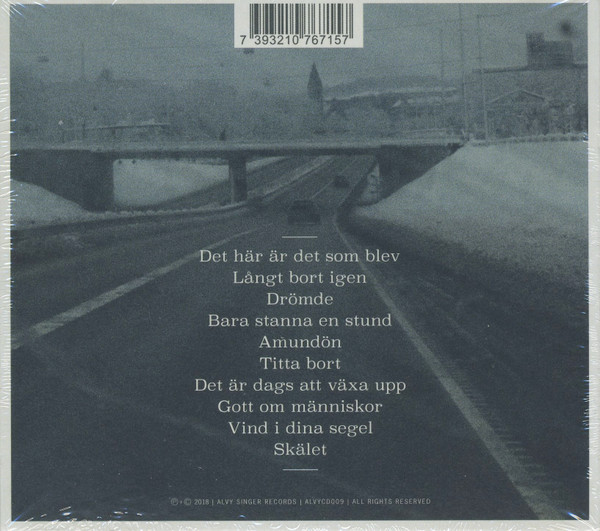 7 393210 767157
Det här är det som blev
Långt bort igen
Drömde
Bara stanna en stund
Amundön
Titta bort
Det är dags att växa upp
Gott om människor
Vind i dina segel
Skälet
℗+© 2018 | ALVY SINGER RECORDS | ALVYCD009 | ALL RIGHTS RESERVED